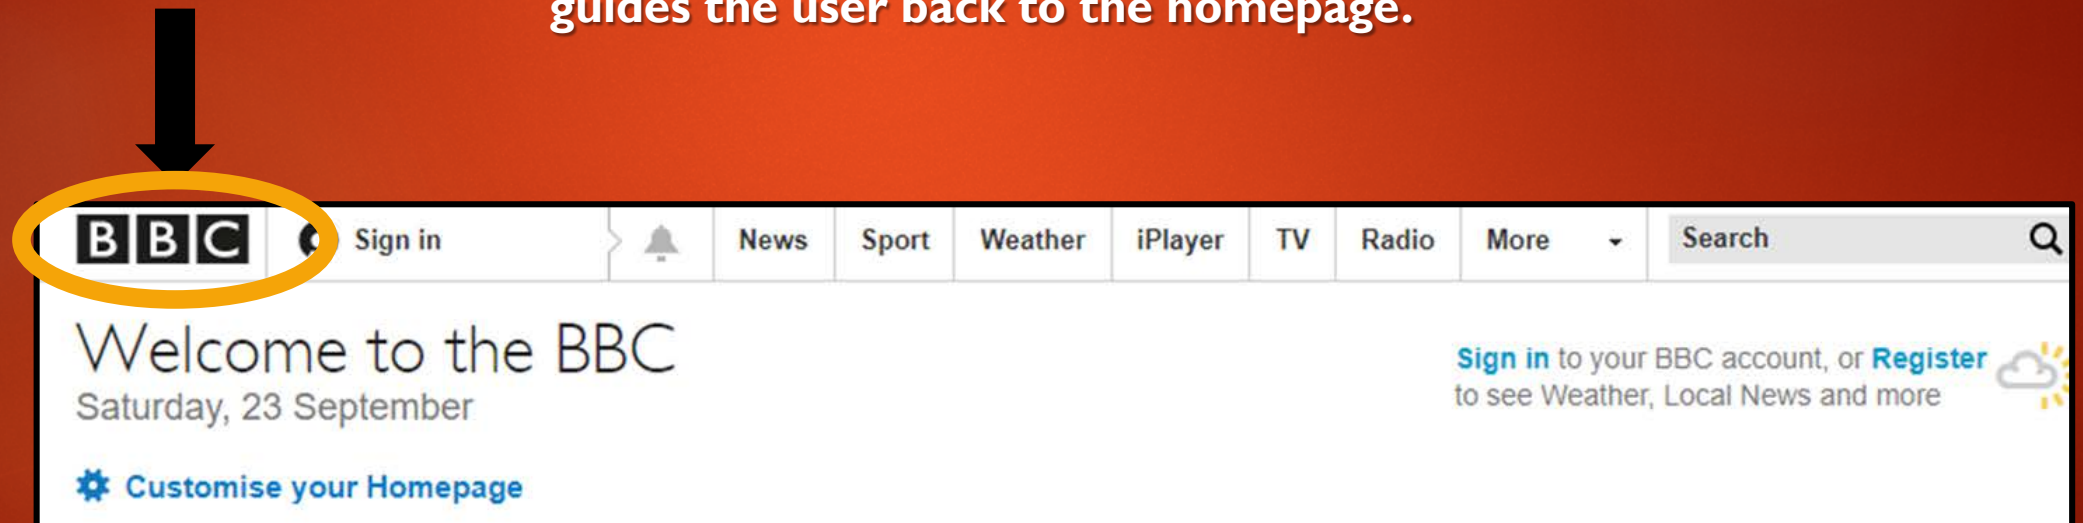 guides the user back to the homepage.
BBC Sign in News Sport Weather iPlayer TV Radio More Search
Welcome to the BBC
Saturday, 23 September
Sign in to your BBC account, or Register
to see Weather, Local News and more
Customise your Homepage